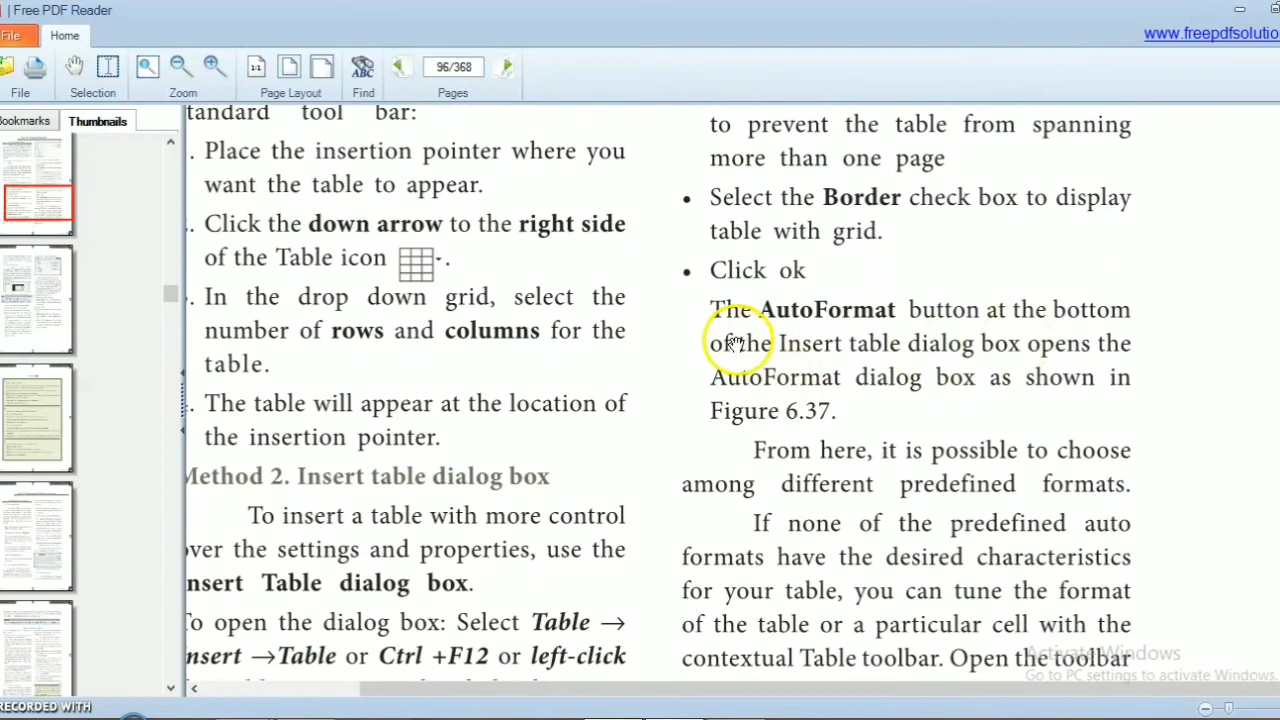 | Free PDF Reader
File
Home
www.freepdfsolutio
1:1
ABC
96/368
File
Selection
Zoom
Page Layout
Find
Pages
ookmarks
Thumbnails
tandard tool bar:
Place the insertion pointer where you
want the table to appear.
. Click the down arrow to the right side
of the Table icon .
In the drop down grid, select the
number of rows and columns for the
table.
. The table will appear at the location of
the insertion pointer.
Method 2. Insert table dialog box
To insert a table with more control
over the settings and properties, use the
nsert Table dialog box.
To open the dialog box: select Table →
nsert → or Ctrl or left-click
to prevent the table from spanning
more than one page
• Select the Border check box to display
table with grid.
• Click ok
The AutoFormat button at the bottom
of the Insert table dialog box opens the
AutoFormat dialog box as shown in
Figure 6.37.
From here, it is possible to choose
among different predefined formats.
If none of the predefined auto
formats have the desired characteristics
for your table, you can tune the format
of the table or a particular cell with the
contextual Table toolbar. Open the toolbar
Activate Windows
Go to PC settings to activate Windows.
RECORDED WITH